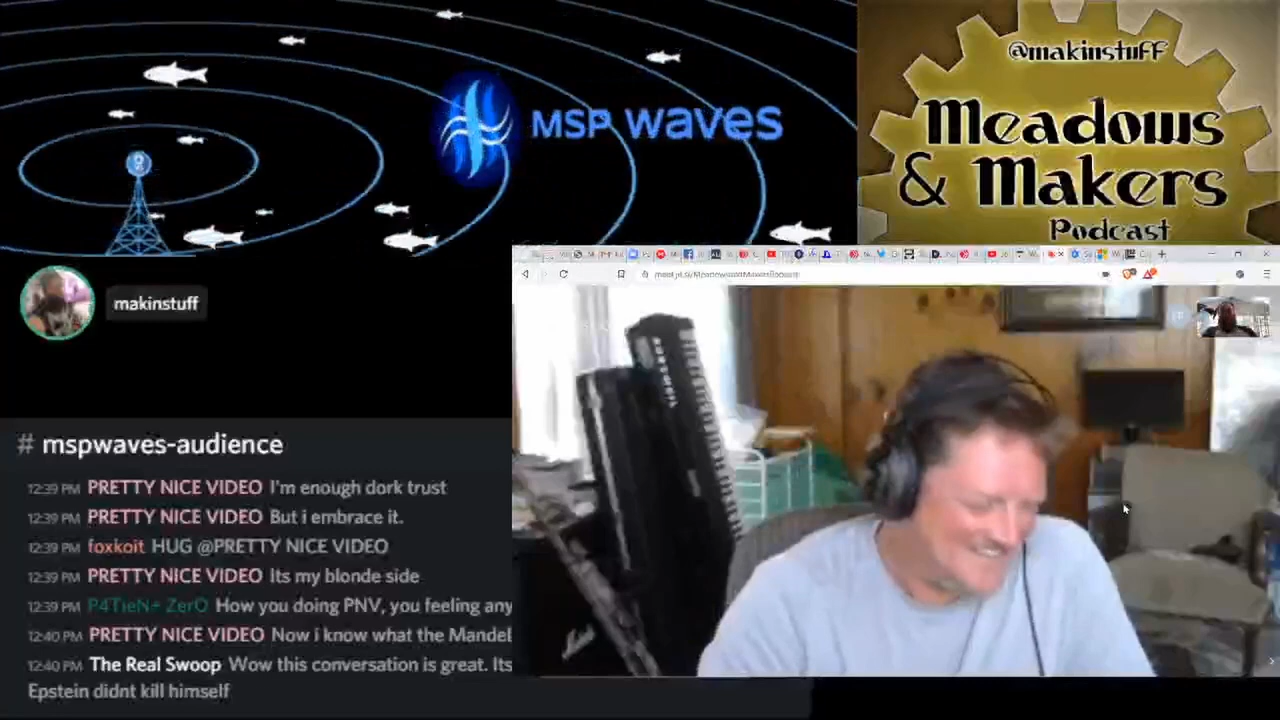 @makinstuff
Meadows
& Makers
Podcast
MSP waves
makinstuff
# mspwaves-audience
12:39 PM PRETTY NICE VIDEO I'm enough dork trust
12:39 PM PRETTY NICE VIDEO But i embrace it.
12:39 PM foxkoit HUG @PRETTY NICE VIDEO
12:39 PM PRETTY NICE VIDEO Its my blonde side
12:39 PM P4TieN+ ZerO How you doing PNV, you feeling any
12:40 PM PRETTY NICE VIDEO Now i know what the Mandel
12:40 PM The Real Swoop Wow this conversation is great. Its
Epstein didnt kill himself